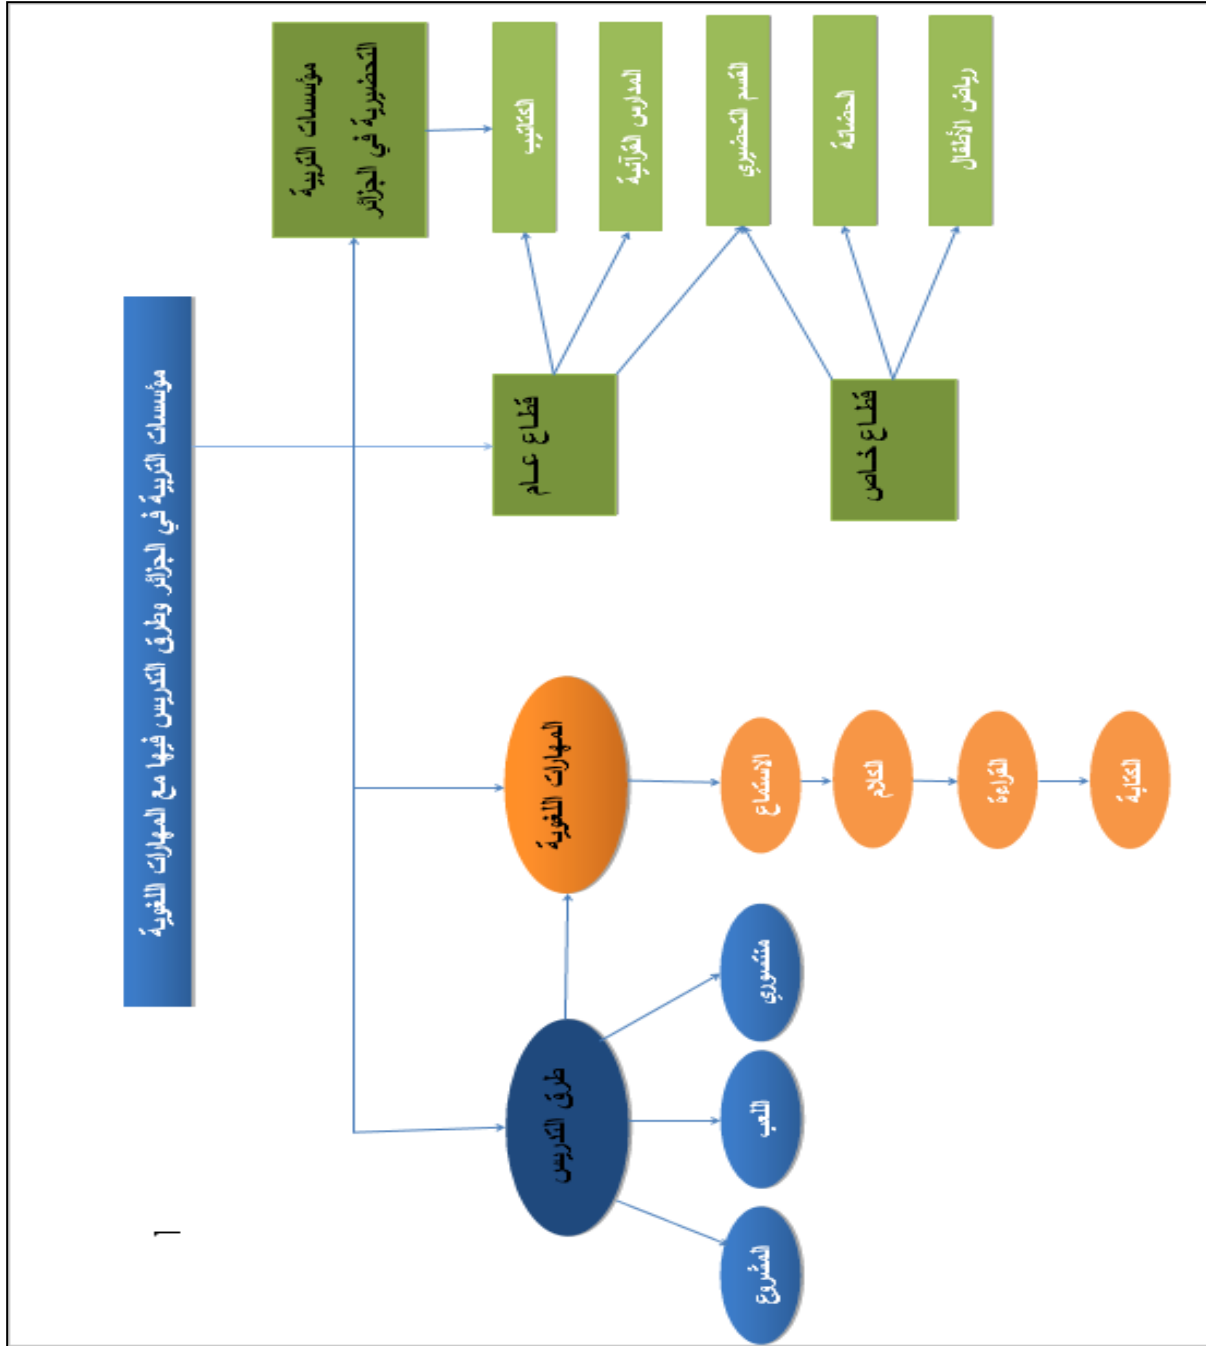 مؤسسات التربية في الجزائر وطرق التدريس فيها مع المهارات اللغوية
مؤسسات التربية
التحضيرية في الجزائر
المهارات اللغوية
طرق التدريس
قطاع عام
قطاع خاص
الكتاتيب
المدارس القرآنية
القسم التحضيري
الحضانة
رياض الأطفال
الاستماع
الكلام
القراءة
الكتابة
منتسوري
اللعب
المشروع